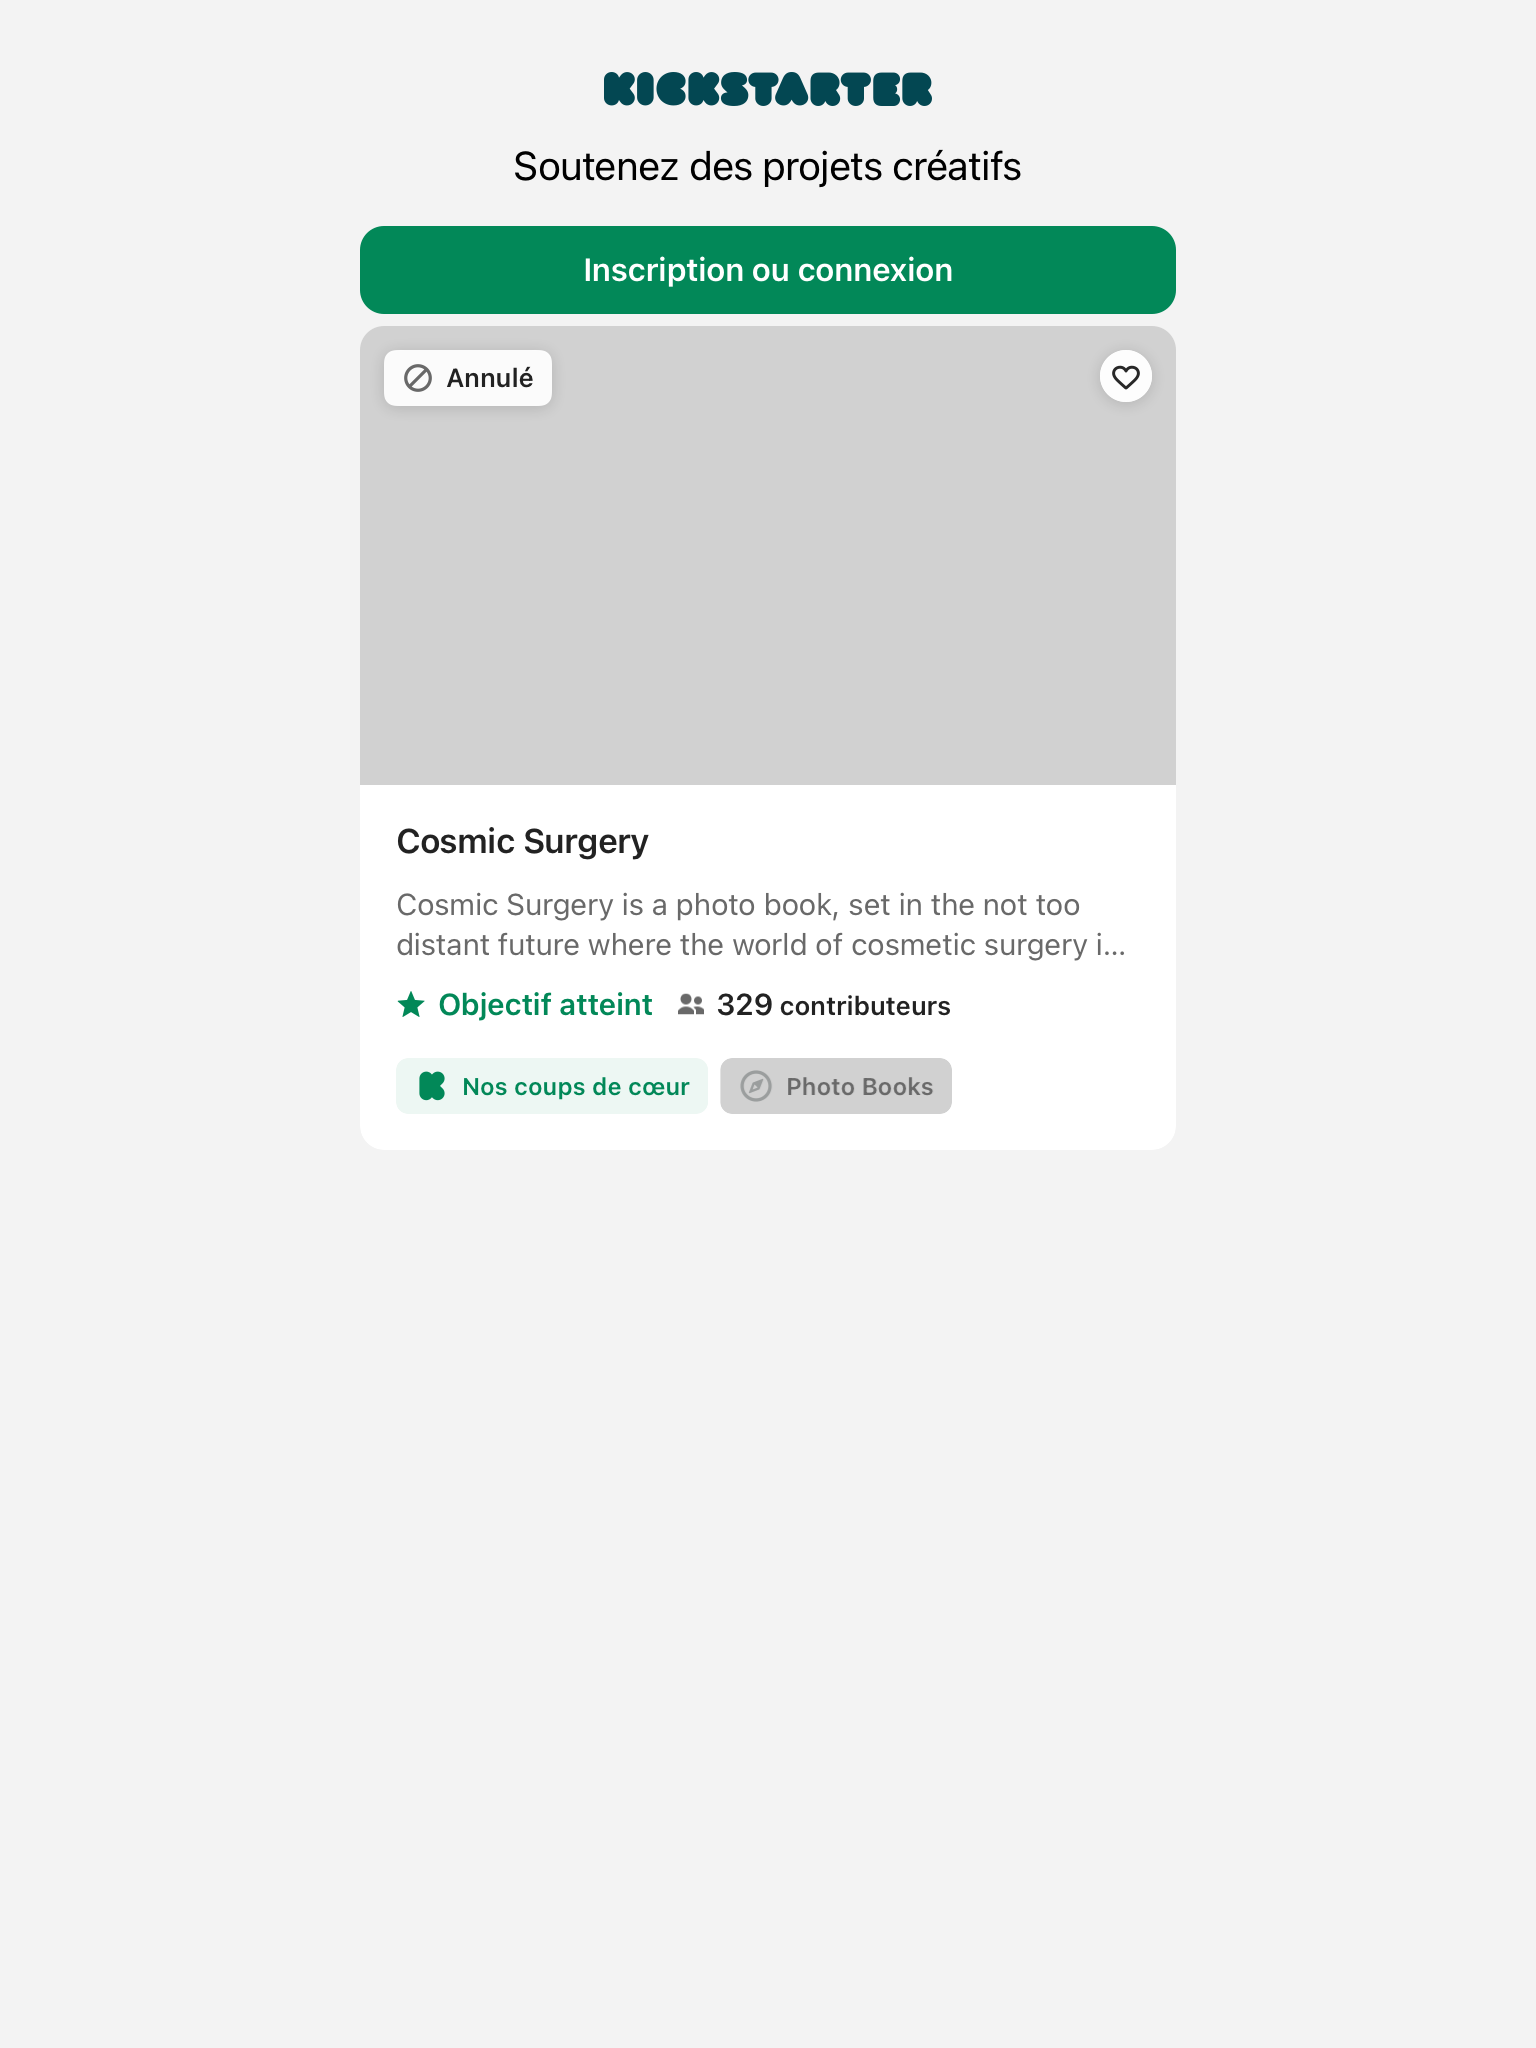 KICKSTARTER
Soutenez des projets créatifs
Inscription ou connexion
Annulé
Cosmic Surgery
Cosmic Surgery is a photo book, set in the not too
distant future where the world of cosmetic surgery i...
Objectif atteint 329 contributeurs
Nos coups de cœur Photo Books